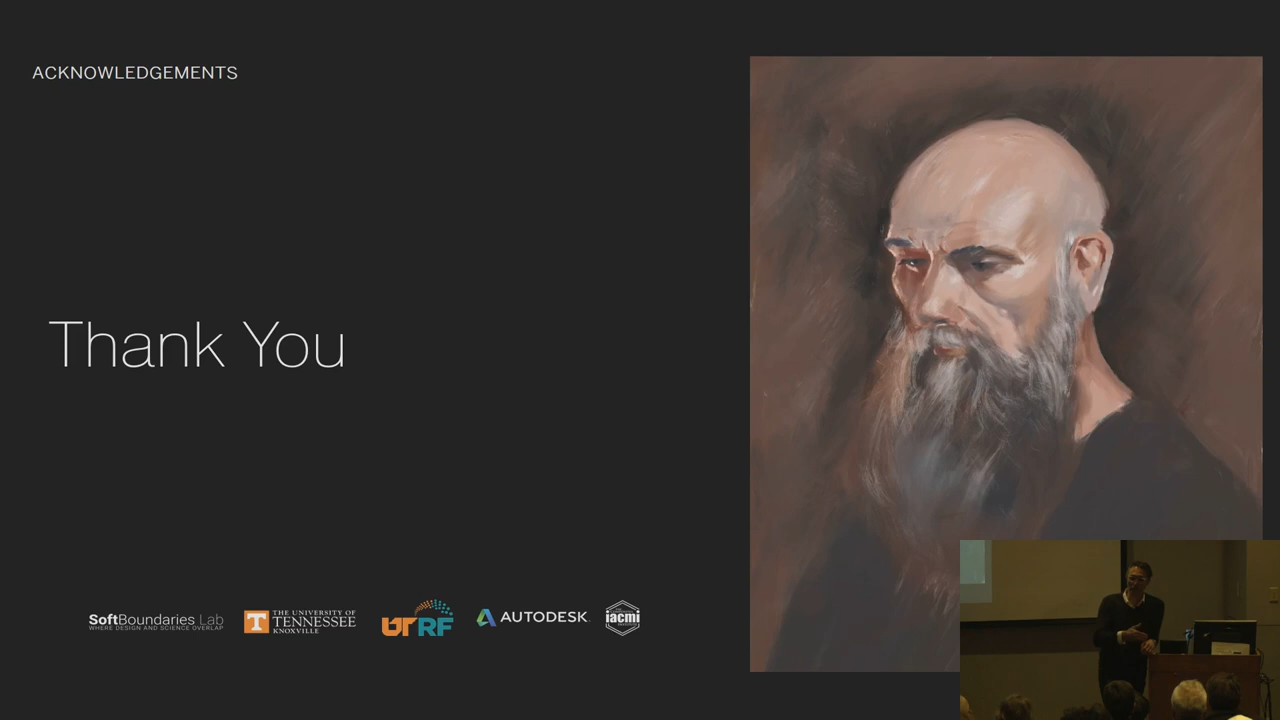 ACKNOWLEDGEMENTS
Thank You
SoftBoundaries Lab
WHERE DESIGN AND SCIENCE OVERLAP
T
THE UNIVERSITY OF
TENNESSEE
KNOXVILLE
UTRF
AUTODESK
iacmi